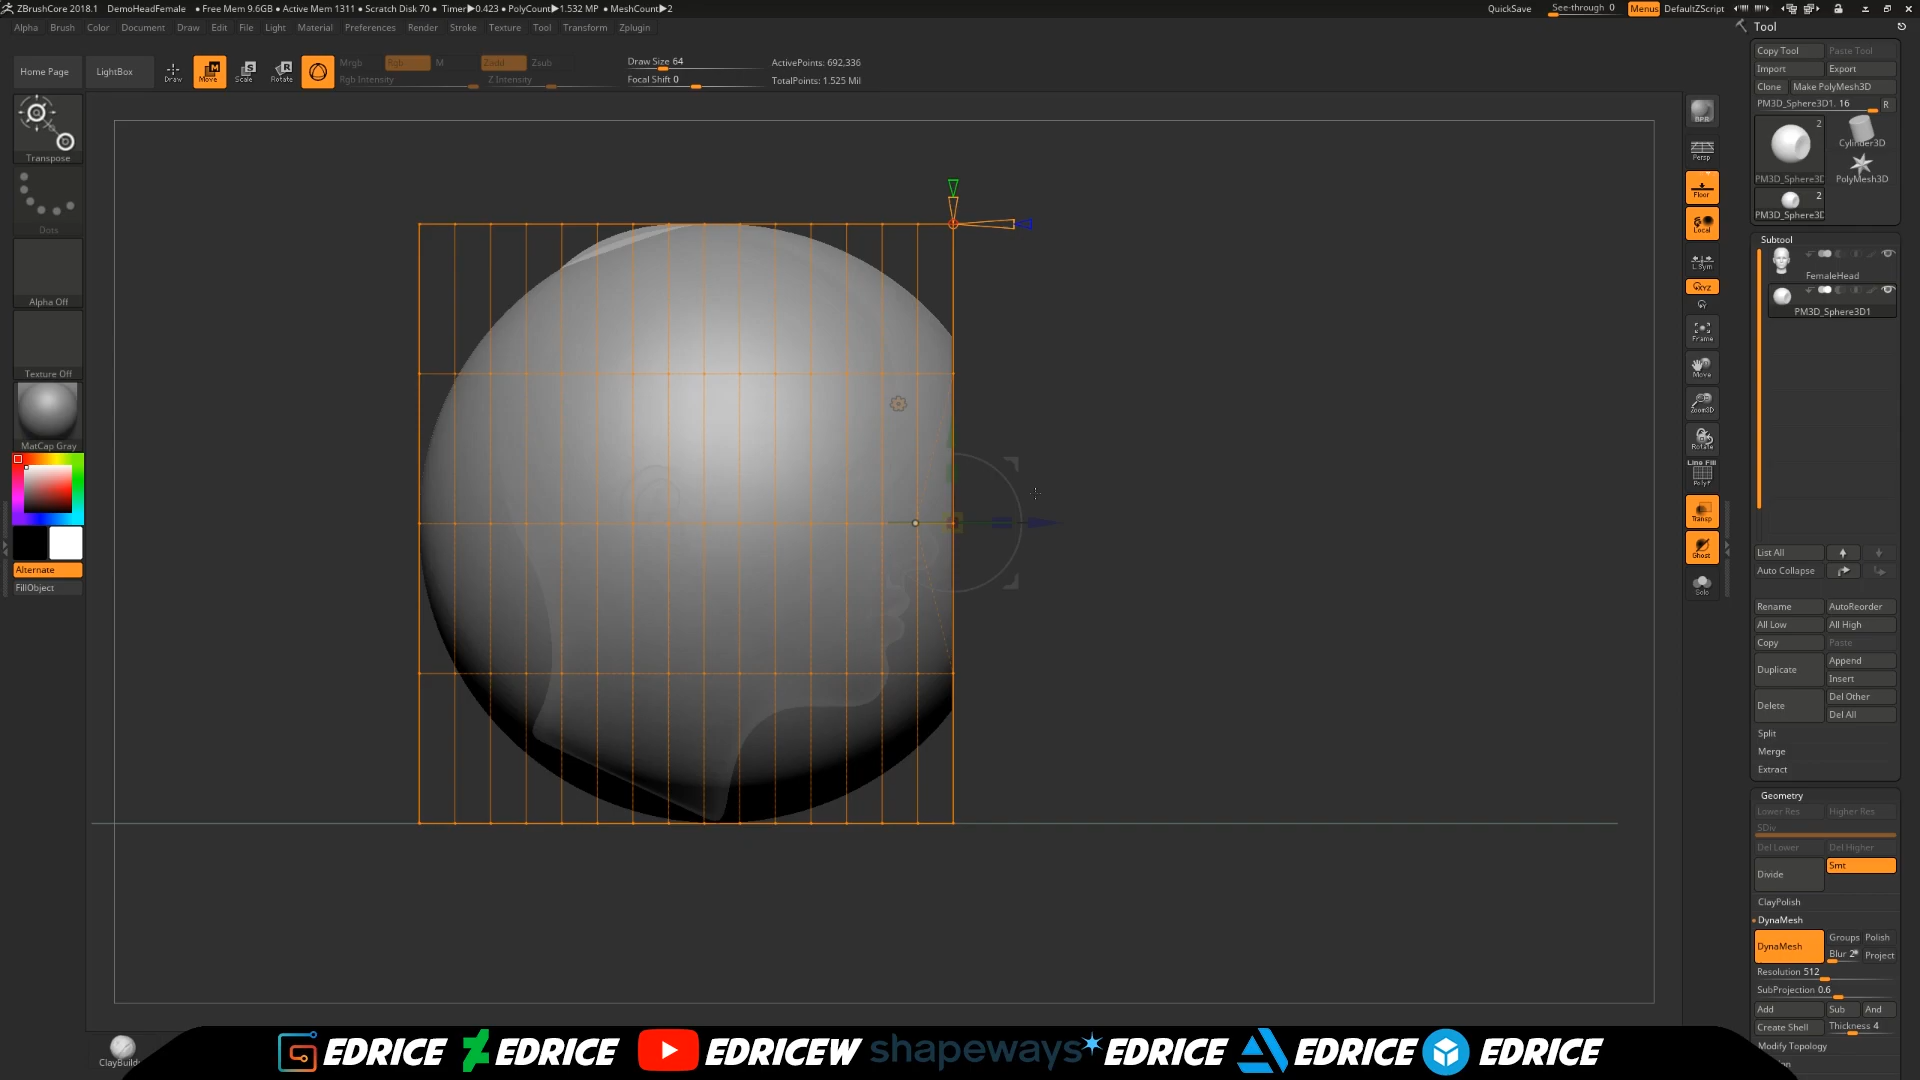 ZBrushCore 2018.1 DemoHeadFemale • Free Mem 9.6GB • Active Mem 1311 • Scratch Disk 70 • Timer▶0.423 • PolyCount▶1.532 MP • MeshCount▶2 QuickSave See-through 0 Menus DefaultZScript
Alpha Brush Color Document Draw Edit File Light Material Preferences Render Stroke Texture Tool Transform Zplugin
Home Page LightBox Draw Move Scale Rotate Mrgb Rgb M Zadd Zsub
Rgb Intensity Z Intensity
Draw Size 64
Focal Shift 0
ActivePoints: 692,336
TotalPoints: 1.525 Mil
Transpose
Dots
Alpha Off
Texture Off
MatCap Gray
Alternate
FillObject
ClayBuild
BPR
Persp
Floor
Local
L.Sym
XYZ
Frame
Move
Zoom3D
Rotate
Line Fill
PolyF
Transp
Ghost
Solo
Tool
Copy Tool Paste Tool
Import Export
Clone Make PolyMesh3D
PM3D_Sphere3D1. 16 R
2
Cylinder3D
PM3D_Sphere3D PolyMesh3D
2
PM3D_Sphere3D
Subtool
FemaleHead
PM3D_Sphere3D1
List All
Auto Collapse
Rename AutoReorder
All Low All High
Copy Paste
Duplicate Append
Insert
Delete Del Other
Del All
Split
Merge
Extract
Geometry
Lower Res Higher Res
SDiv
Del Lower Del Higher
Divide Smt
ClayPolish
DynaMesh
DynaMesh Groups Polish
Blur 2 Project
Resolution 512
SubProjection 0.6
Add Sub And
Create Shell Thickness 4
Modify Topology
EDRICE EDRICE EDRICEW shapeways EDRICE EDRICE EDRICE